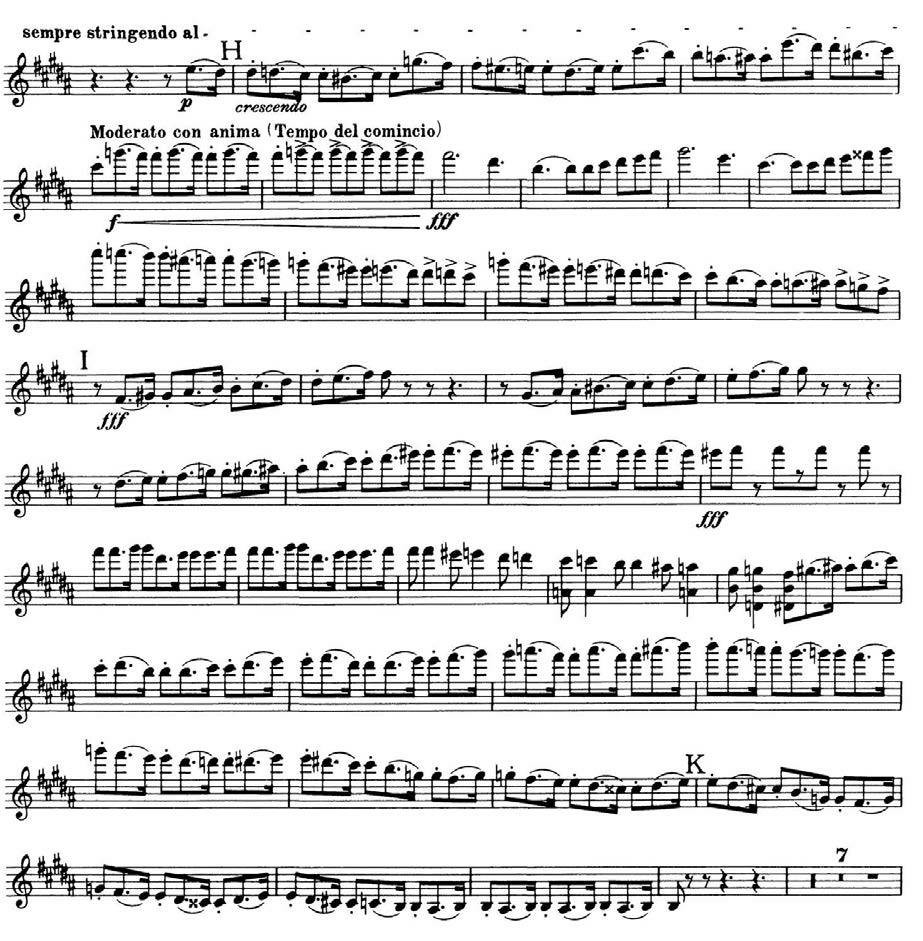 sempre stringendo al - - - - - - - - - - - - - - - -
H
p crescendo
Moderato con anima (Tempo del comincio)
f fff
I
fff
fff
K
7